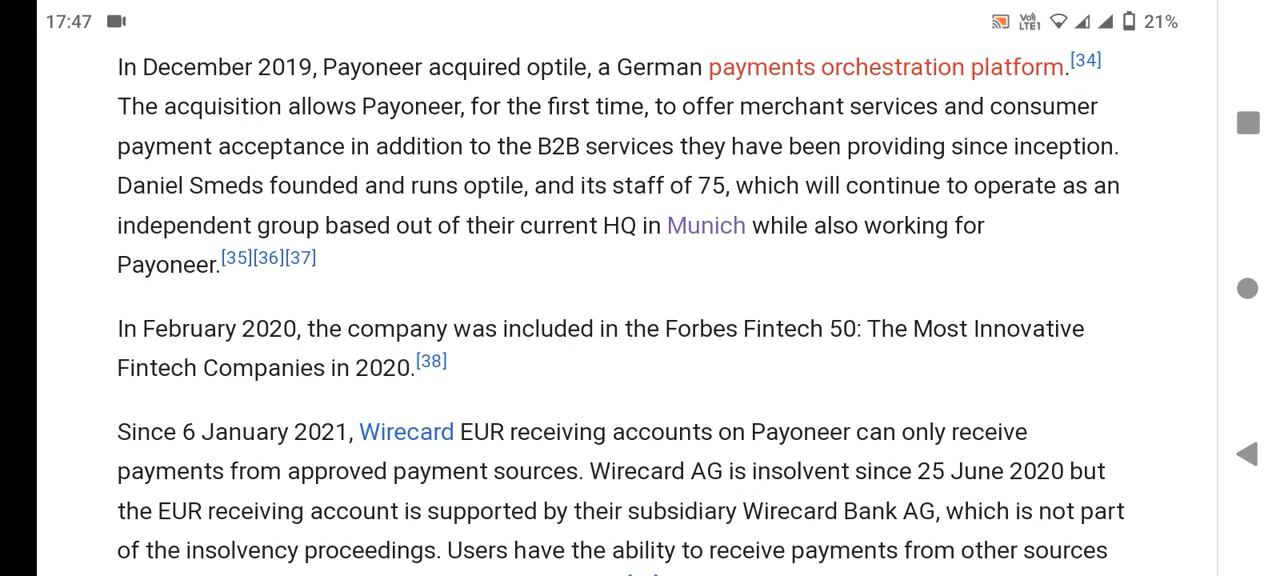 17:47 Vo) LTE1 21%
In December 2019, Payoneer acquired optile, a German payments orchestration platform.[34]
The acquisition allows Payoneer, for the first time, to offer merchant services and consumer
payment acceptance in addition to the B2B services they have been providing since inception.
Daniel Smeds founded and runs optile, and its staff of 75, which will continue to operate as an
independent group based out of their current HQ in Munich while also working for
Payoneer.[35][36][37]
In February 2020, the company was included in the Forbes Fintech 50: The Most Innovative
Fintech Companies in 2020.[38]
Since 6 January 2021, Wirecard EUR receiving accounts on Payoneer can only receive
payments from approved payment sources. Wirecard AG is insolvent since 25 June 2020 but
the EUR receiving account is supported by their subsidiary Wirecard Bank AG, which is not part
of the insolvency proceedings. Users have the ability to receive payments from other sources